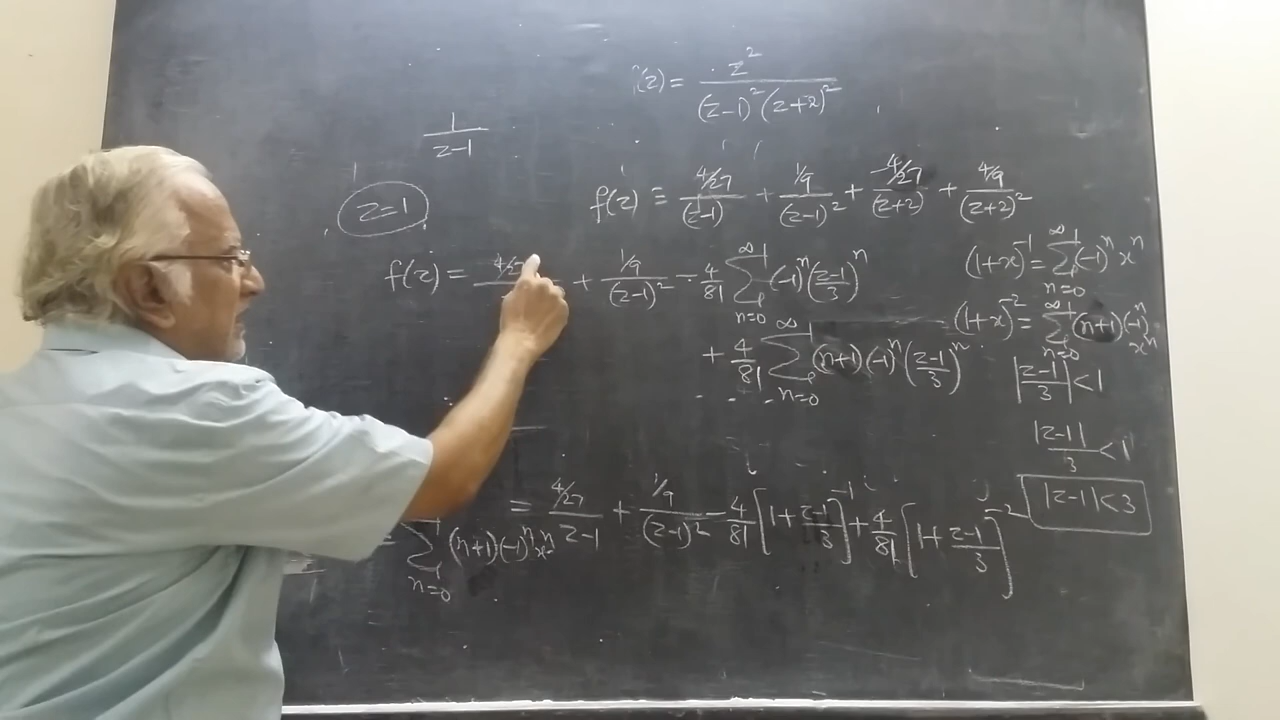 f(z) = z² / (z-1)² (z+2)²
1 / z-1
f(z) = 4/27 / (z-1) + 1/9 / (z-1)² + -4/27 / (z+2) + 4/9 / (z+2)²
z=1
f(z) = 4/27 + 1/9 / (z-1)² - 4/81 ∑ n=0 ∞ (-1)ⁿ (z-1 / 3)ⁿ
+ 4/81 ∑ n=0 ∞ (n+1) (-1)ⁿ (z-1 / 3)ⁿ
(1+x)⁻¹ = ∑ n=0 ∞ (-1)ⁿ xⁿ
(1+x)⁻² = ∑ n=0 ∞ (n+1) (-1)ⁿ xⁿ
|z-1 / 3| < 1
|z-1| / 3 < 1
|z-1| < 3
= 4/27 / z-1 + 1/9 / (z-1)² - 4/81 [1 + z-1 / 3]⁻¹ + 4/81 [1 + z-1 / 3]⁻²
= ∑ n=0 (n+1) (-1)ⁿ xⁿ